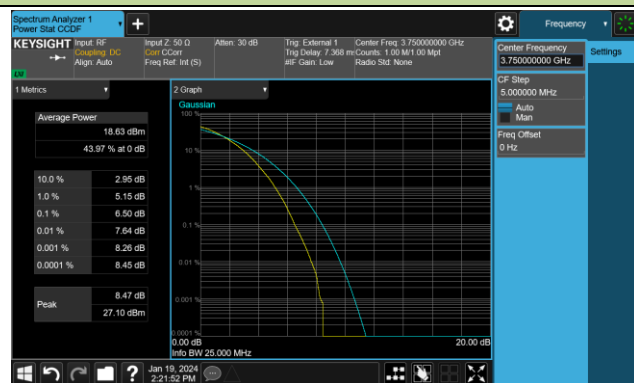 Spectrum Analyzer 1
Power Stat CCDF
Frequency
KEYSIGHT
Input: RF
Coupling: DC
Align: Auto
Input Z: 50 Ω
Corr CCorr
Freq Ref: Int (S)
Atten: 30 dB
Trig: External 1
Trig Delay: 7.368 m
#IF Gain: Low
Center Freq: 3.750000000 GHz
Counts: 1.00 M/1.00 Mpt
Radio Std: None
Center Frequency
3.750000000 GHz
Settings
CF Step
5.000000 MHz
Auto
Man
Freq Offset
0 Hz
1 Metrics
Average Power
18.63 dBm
43.97 % at 0 dB
10.0 % 2.95 dB
1.0 % 5.15 dB
0.1 % 6.50 dB
0.01 % 7.64 dB
0.001 % 8.26 dB
0.0001 % 8.45 dB
Peak 8.47 dB
27.10 dBm
2 Graph
Gaussian
100 %
10 %
1 %
0.1 %
0.01 %
0.001 %
0.0001 %
0.00 dB 20.00 dB
Info BW 25.000 MHz
Jan 19, 2024
2:21:52 PM